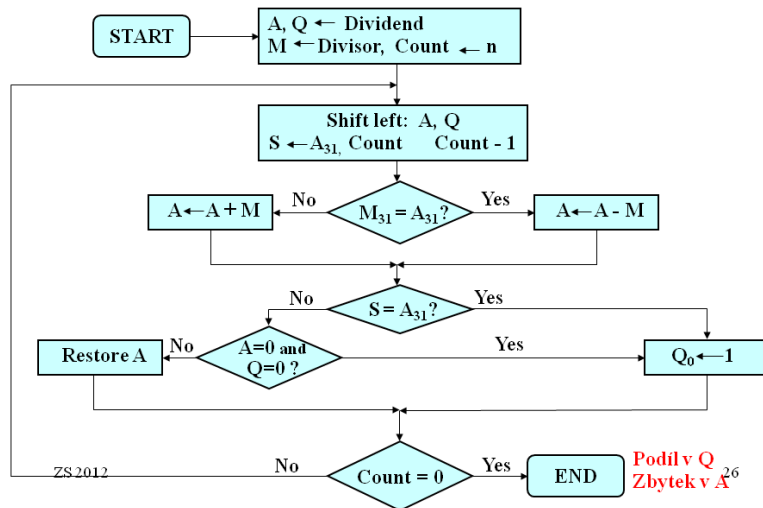 START
A, Q ← Dividend
M ← Divisor, Count ← n
Shift left: A, Q
S ← A31, Count Count - 1
No
M31 = A31?
Yes
A←A + M
A←A - M
No
S = A31?
Yes
Restore A
No
A=0 and
Q=0 ?
Yes
Q0 ←1
ZS 2012
No
Count = 0
Yes
END
Podíl v Q
Zbytek v A
26